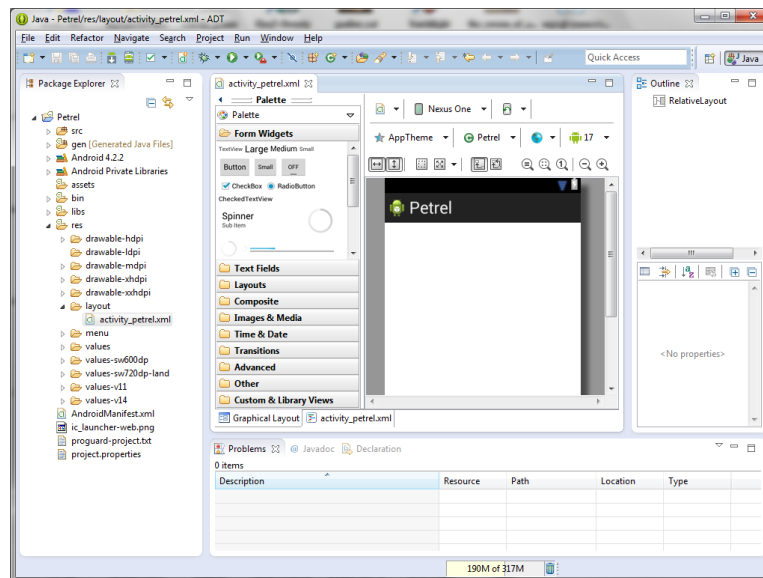 Java - Petrel/res/layout/activity_petrel.xml - ADT
File Edit Refactor Navigate Search Project Run Window Help
Quick Access
Java
Package Explorer
Petrel
src
gen [Generated Java Files]
Android 4.2.2
Android Private Libraries
assets
bin
libs
res
drawable-hdpi
drawable-ldpi
drawable-mdpi
drawable-xhdpi
drawable-xxhdpi
layout
activity_petrel.xml
menu
values
values-sw600dp
values-sw720dp-land
values-v11
values-v14
AndroidManifest.xml
ic_launcher-web.png
proguard-project.txt
project.properties
activity_petrel.xml
Palette
Palette
Form Widgets
TextView Large Medium Small
Button Small OFF
CheckBox RadioButton
CheckedTextView
Spinner
Sub Item
Text Fields
Layouts
Composite
Images & Media
Time & Date
Transitions
Advanced
Other
Custom & Library Views
Graphical Layout activity_petrel.xml
Nexus One
AppTheme Petrel 17
Petrel
Outline
RelativeLayout
<No properties>
Problems @ Javadoc Declaration
0 items
Description Resource Path Location Type
190M of 317M